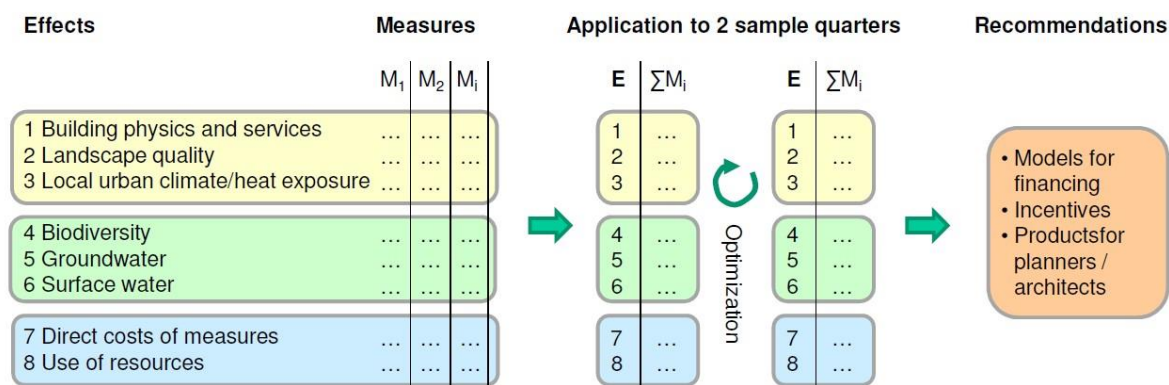 Effects Measures Application to 2 sample quarters Recommendations
M1 M2 Mi E ∑Mi E ∑Mi
1 Building physics and services … … … 1 … 1 …
2 Landscape quality … … … 2 … 2 …
3 Local urban climate/heat exposure … … … 3 … 3 …
4 Biodiversity … … … 4 … 4 …
5 Groundwater … … … 5 … 5 …
6 Surface water … … … 6 … 6 …
7 Direct costs of measures … … … 7 … 7 …
8 Use of resources … … … 8 … 8 …
Optimization
• Models for
financing
• Incentives
• Productsfor
planners /
architects